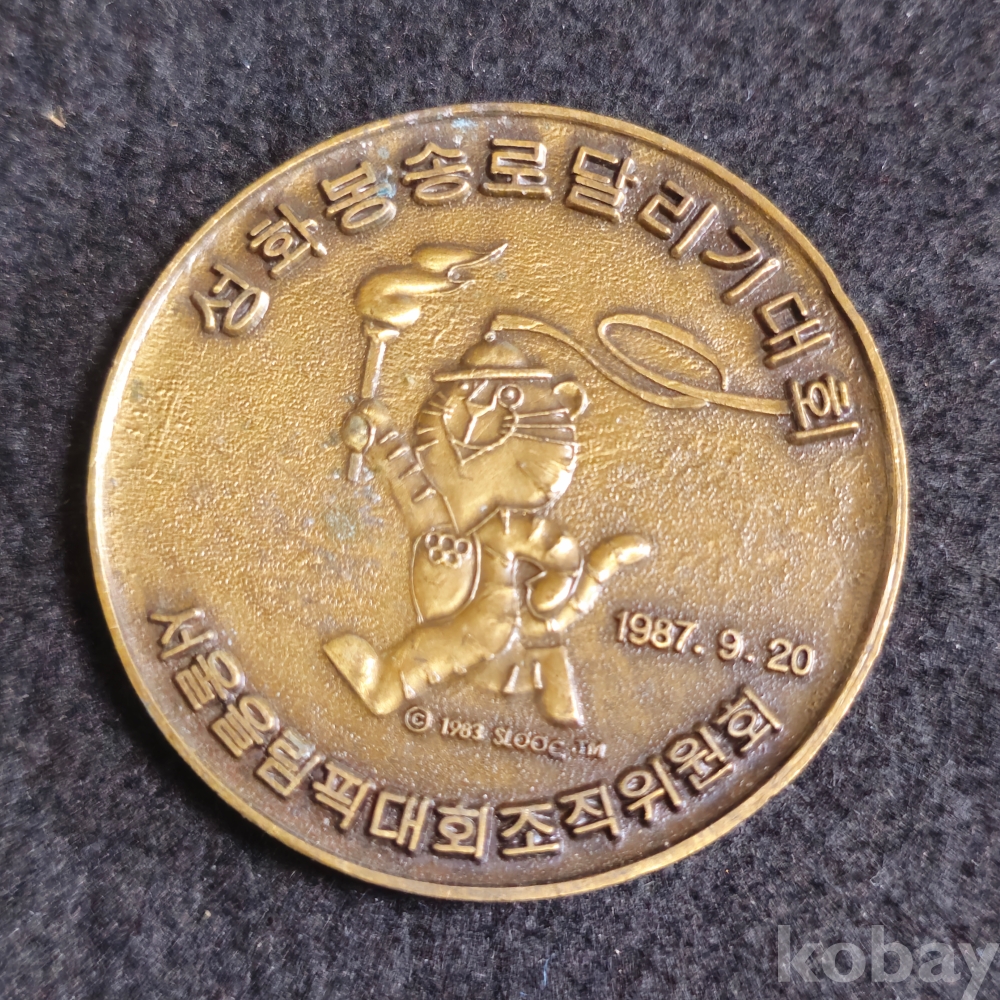 성화봉송로달리기대회
1987. 9. 20
© 1983 SLOOC TM
서울올림픽대회조직위원회
kobay